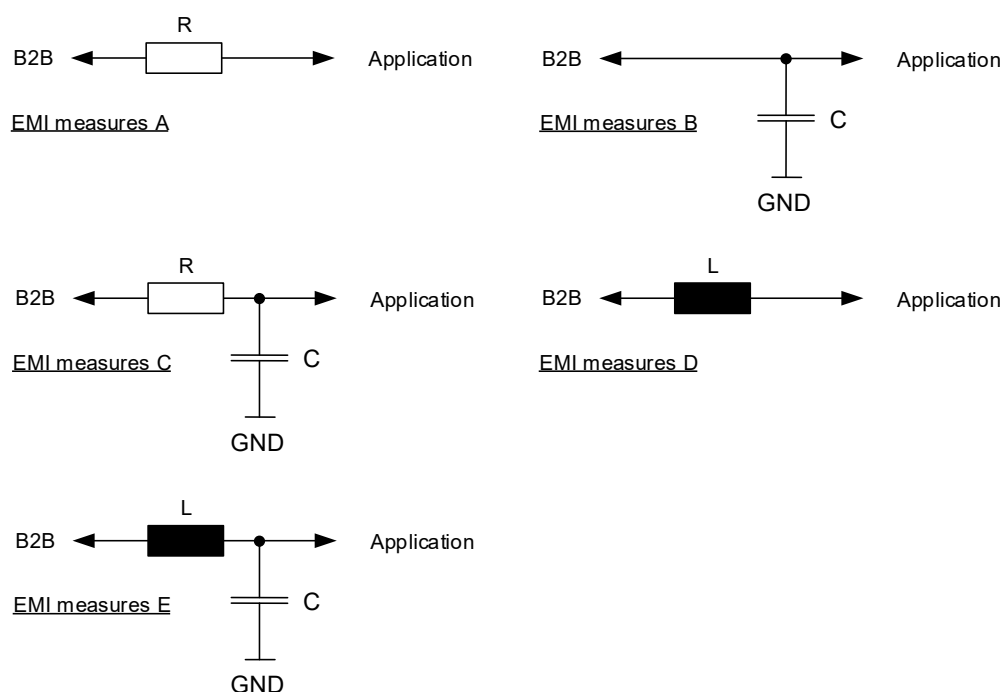 R
B2B Application
EMI measures A
B2B Application
EMI measures B
C
GND
R
B2B Application
EMI measures C
C
GND
L
B2B Application
EMI measures D
L
B2B Application
EMI measures E
C
GND